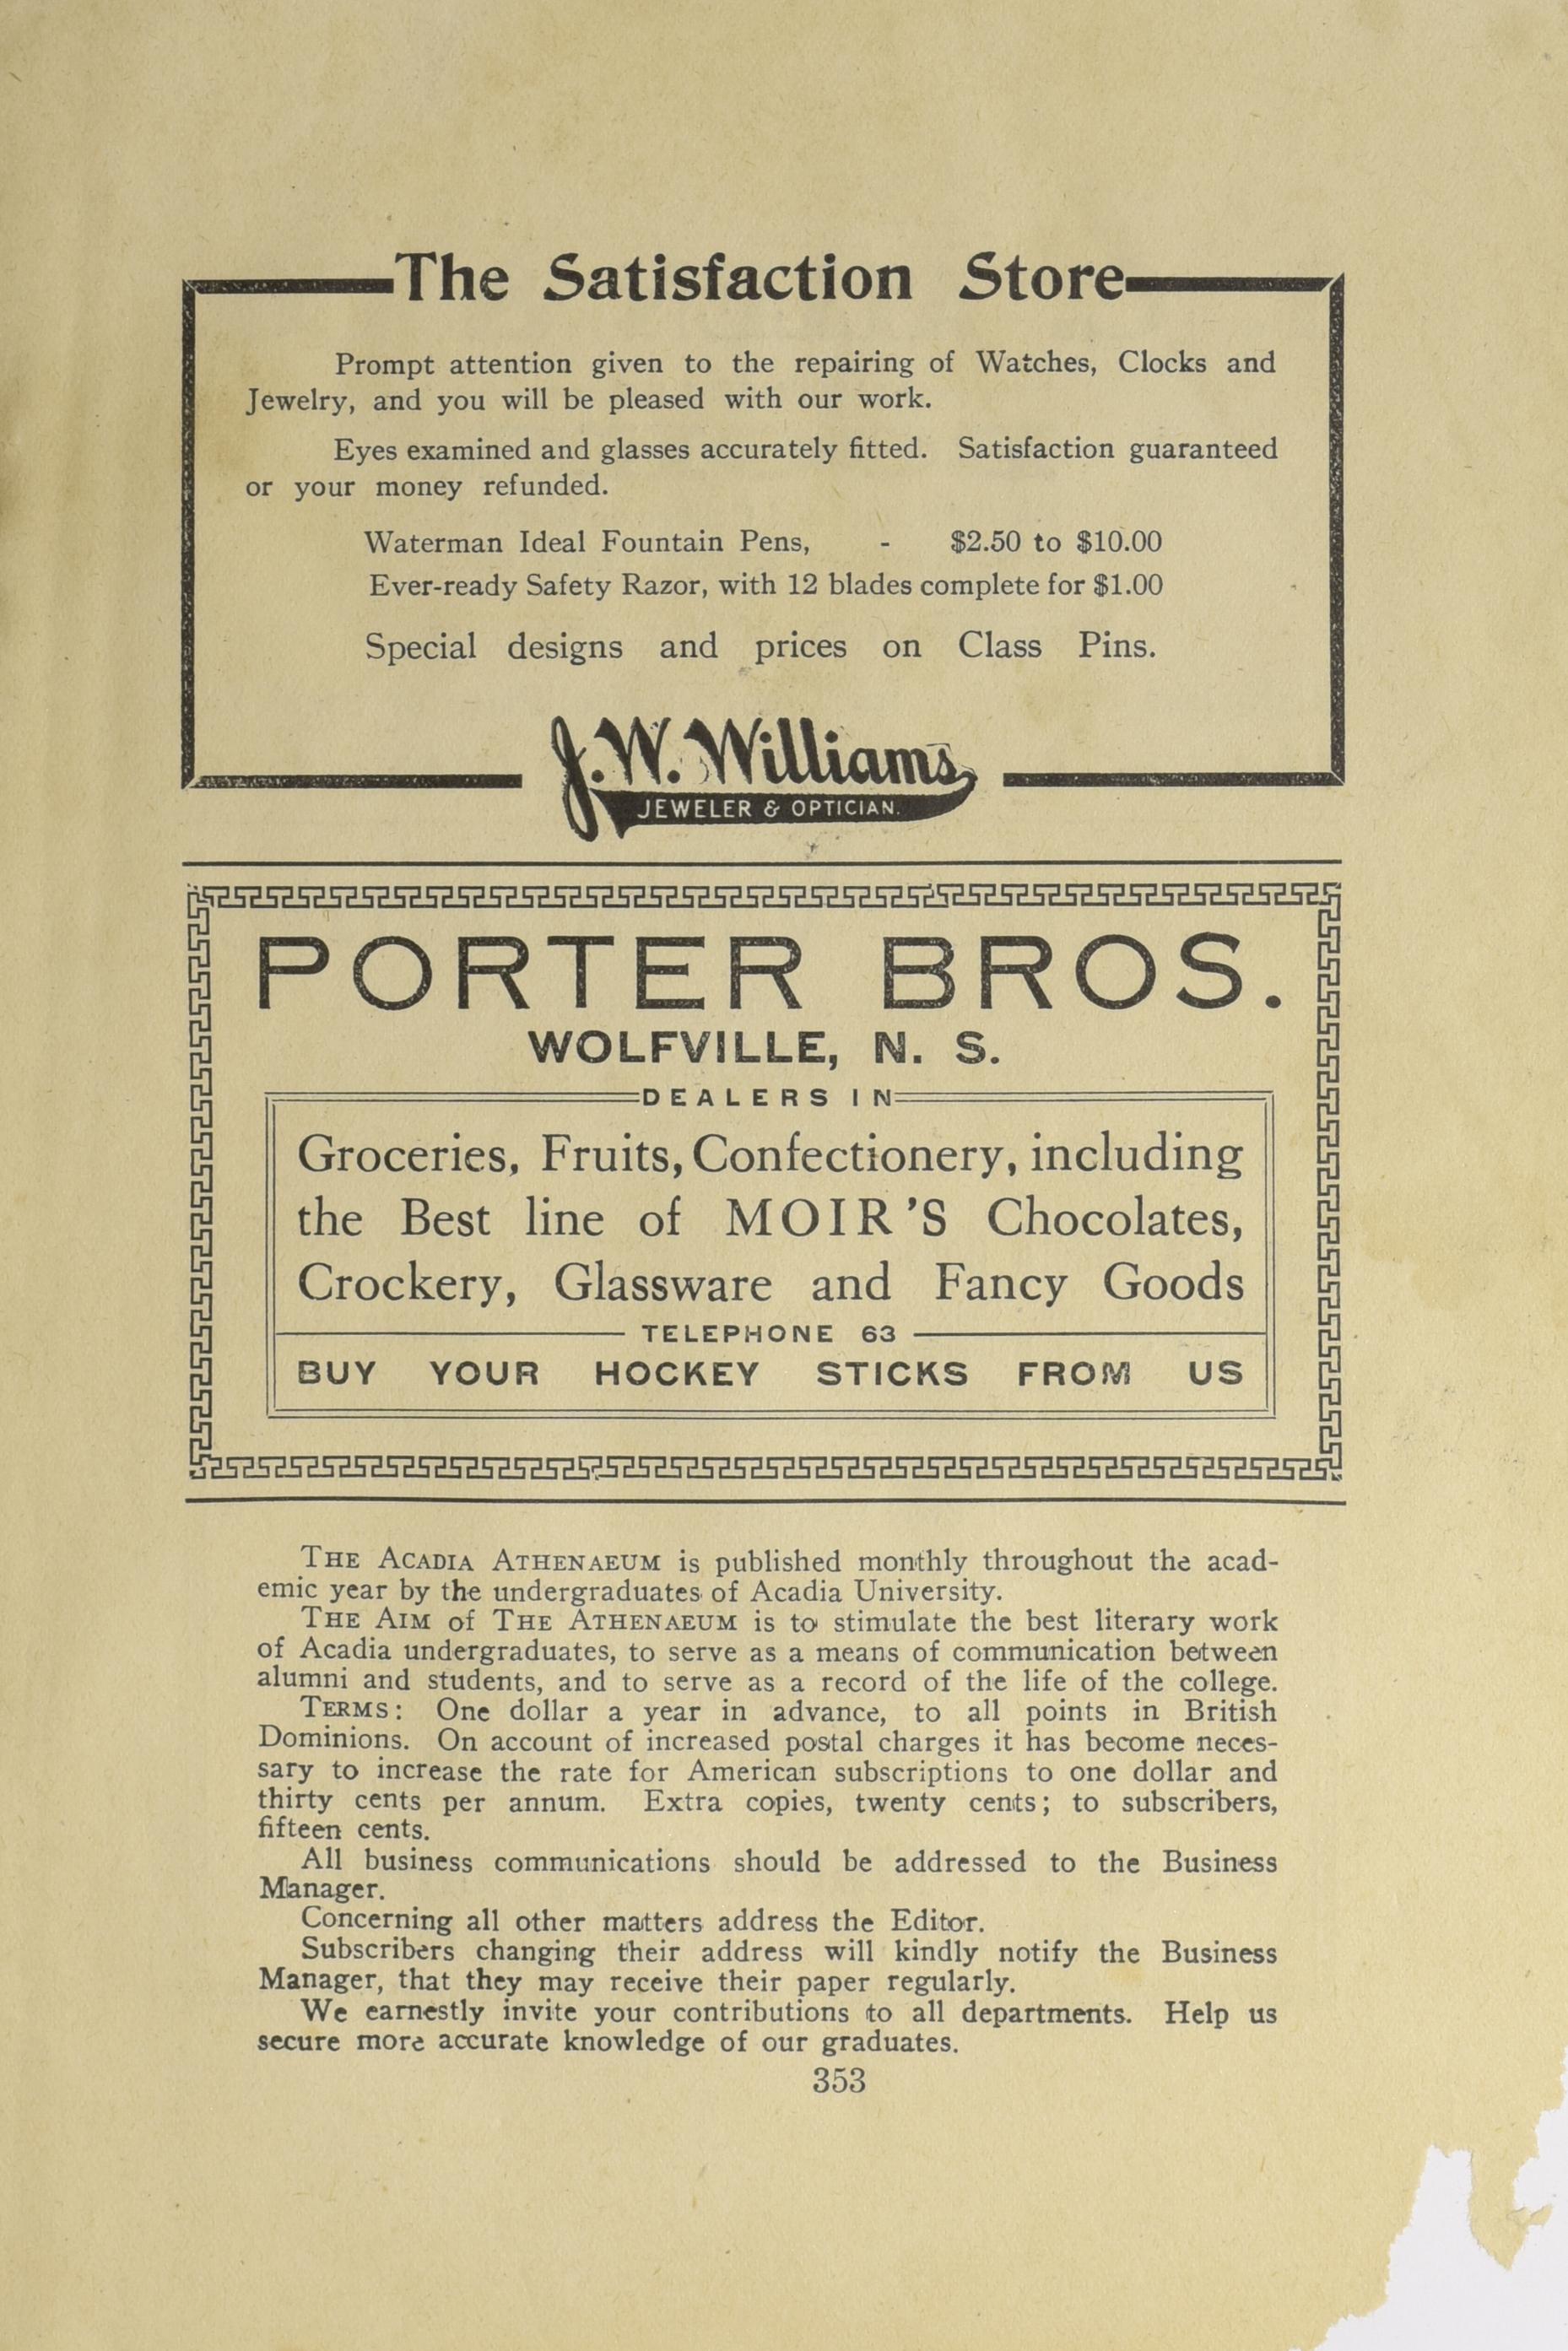 The Satisfaction Store
Prompt attention given to the repairing of Watches, Clocks and
Jewelry, and you will be pleased with our work.
Eyes examined and glasses accurately fitted. Satisfaction guaranteed
or your money refunded.
Waterman Ideal Fountain Pens, - $2.50 to $10.00
Ever-ready Safety Razor, with 12 blades complete for $1.00
Special designs and prices on Class Pins.
J. W. Williams
JEWELER & OPTICIAN.
PORTER BROS.
WOLFVILLE, N. S.
DEALERS IN
Groceries, Fruits, Confectionery, including
the Best line of MOIR'S Chocolates,
Crockery, Glassware and Fancy Goods
TELEPHONE 63
BUY YOUR HOCKEY STICKS FROM US
THE ACADIA ATHENAEUM is published monthly throughout the acad-
emic year by the undergraduates of Acadia University.
THE AIM of THE ATHENAEUM is to stimulate the best literary work
of Acadia undergraduates, to serve as a means of communication between
alumni and students, and to serve as a record of the life of the college.
TERMS: One dollar a year in advance, to all points in British
Dominions. On account of increased postal charges it has become neces-
sary to increase the rate for American subscriptions to one dollar and
thirty cents per annum. Extra copies, twenty cents; to subscribers,
fifteen cents.
All business communications should be addressed to the Business
Manager.
Concerning all other matters address the Editor.
Subscribers changing their address will kindly notify the Business
Manager, that they may receive their paper regularly.
We earnestly invite your contributions to all departments. Help us
secure more accurate knowledge of our graduates.
353